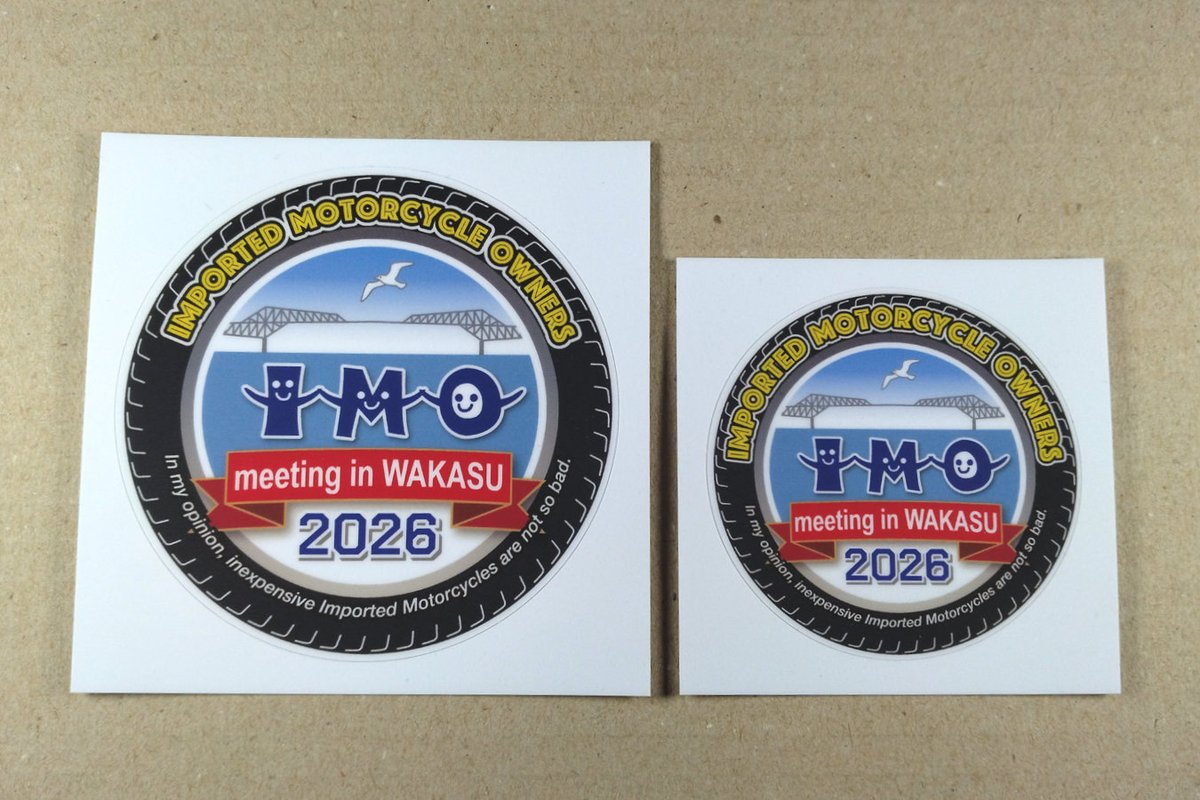 IMPORTED MOTORCYCLE OWNERS
IMO
meeting in WAKASU
2026
In my opinion, inexpensive Imported Motorcycles are not so bad.
IMPORTED MOTORCYCLE OWNERS
IMO
meeting in WAKASU
2026
In my opinion, inexpensive Imported Motorcycles are not so bad.